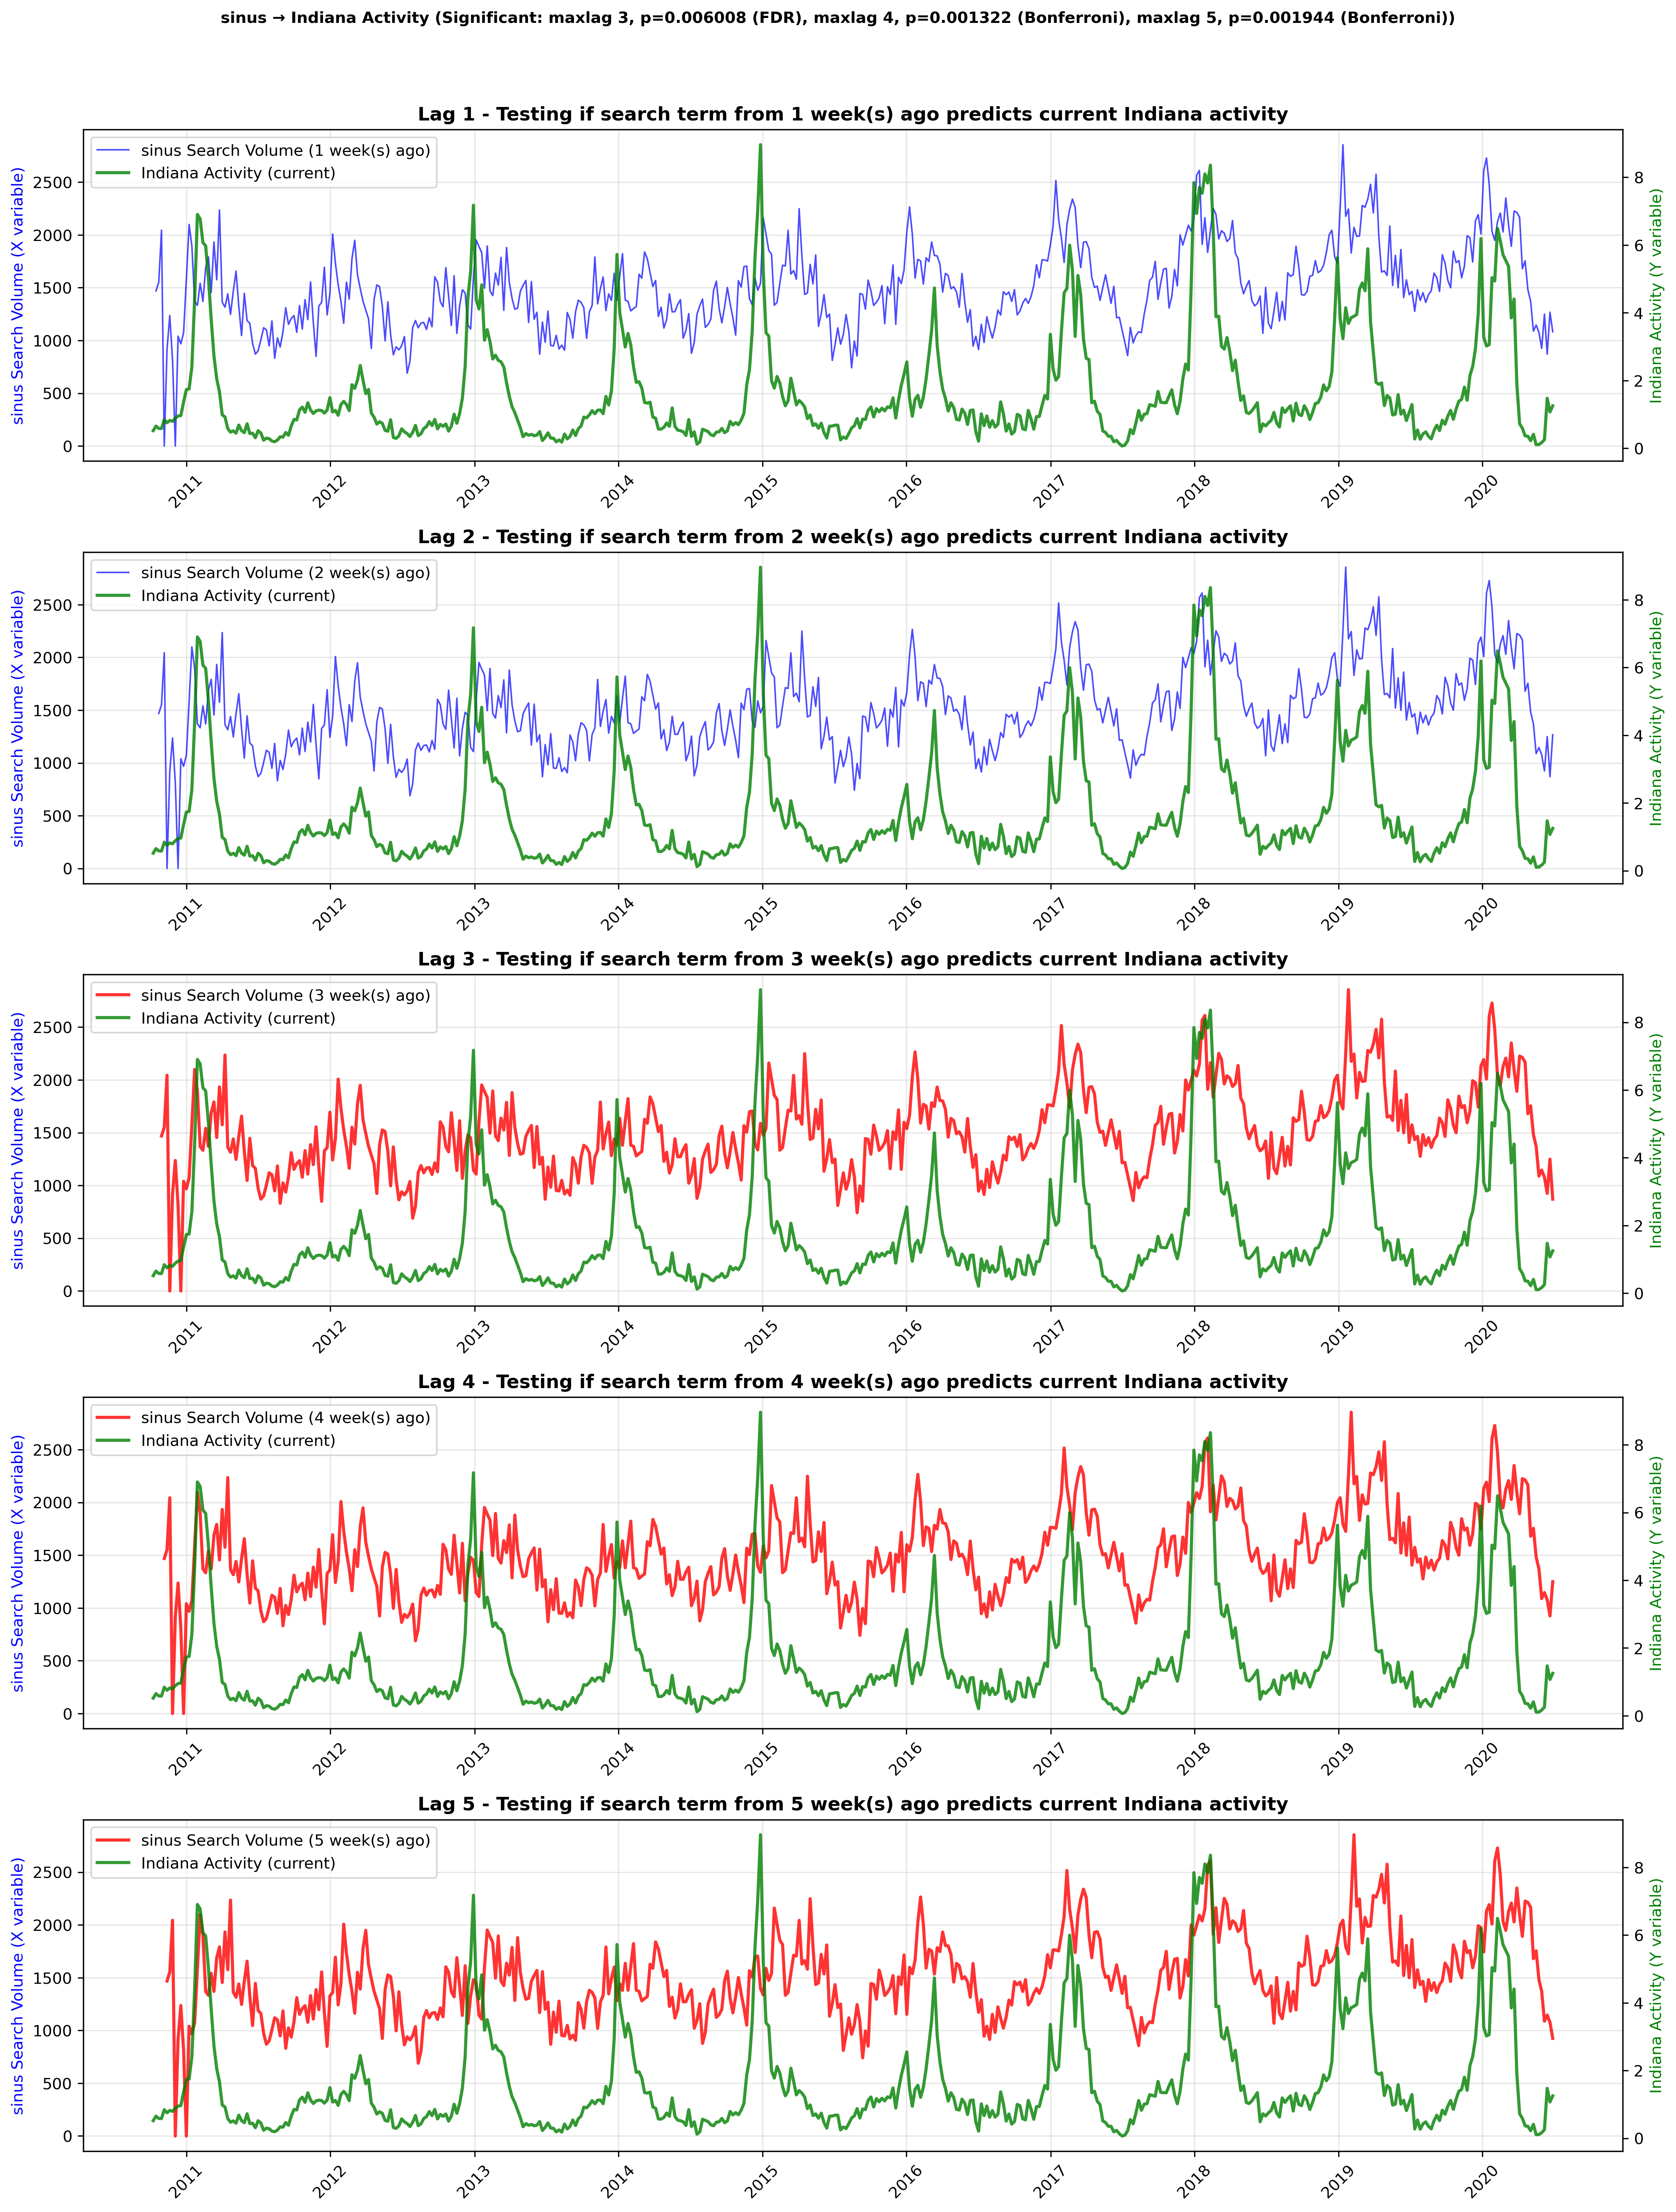 sinus → Indiana Activity (Significant: maxlag 3, p=0.006008 (FDR), maxlag 4, p=0.001322 (Bonferroni), maxlag 5, p=0.001944 (Bonferroni))
Lag 1 - Testing if search term from 1 week(s) ago predicts current Indiana activity
sinus Search Volume (1 week(s) ago)
Indiana Activity (current)
sinus Search Volume (X variable)
2500
2000
1500
1000
500
0
8
6
4
2
0
Indiana Activity (Y variable)
2011 2012 2013 2014 2015 2016 2017 2018 2019 2020
Lag 2 - Testing if search term from 2 week(s) ago predicts current Indiana activity
sinus Search Volume (2 week(s) ago)
Indiana Activity (current)
sinus Search Volume (X variable)
2500
2000
1500
1000
500
0
8
6
4
2
0
Indiana Activity (Y variable)
2011 2012 2013 2014 2015 2016 2017 2018 2019 2020
Lag 3 - Testing if search term from 3 week(s) ago predicts current Indiana activity
sinus Search Volume (3 week(s) ago)
Indiana Activity (current)
sinus Search Volume (X variable)
2500
2000
1500
1000
500
0
8
6
4
2
0
Indiana Activity (Y variable)
2011 2012 2013 2014 2015 2016 2017 2018 2019 2020
Lag 4 - Testing if search term from 4 week(s) ago predicts current Indiana activity
sinus Search Volume (4 week(s) ago)
Indiana Activity (current)
sinus Search Volume (X variable)
2500
2000
1500
1000
500
0
8
6
4
2
0
Indiana Activity (Y variable)
2011 2012 2013 2014 2015 2016 2017 2018 2019 2020
Lag 5 - Testing if search term from 5 week(s) ago predicts current Indiana activity
sinus Search Volume (5 week(s) ago)
Indiana Activity (current)
sinus Search Volume (X variable)
2500
2000
1500
1000
500
0
8
6
4
2
0
Indiana Activity (Y variable)
2011 2012 2013 2014 2015 2016 2017 2018 2019 2020